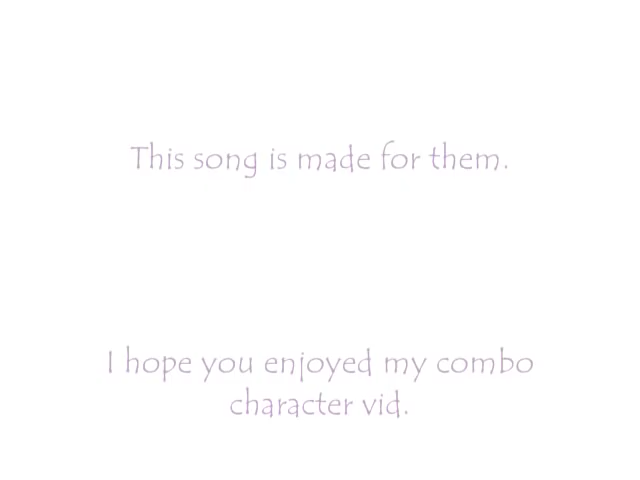 This song is made for them.
I hope you enjoyed my combo
character vid.